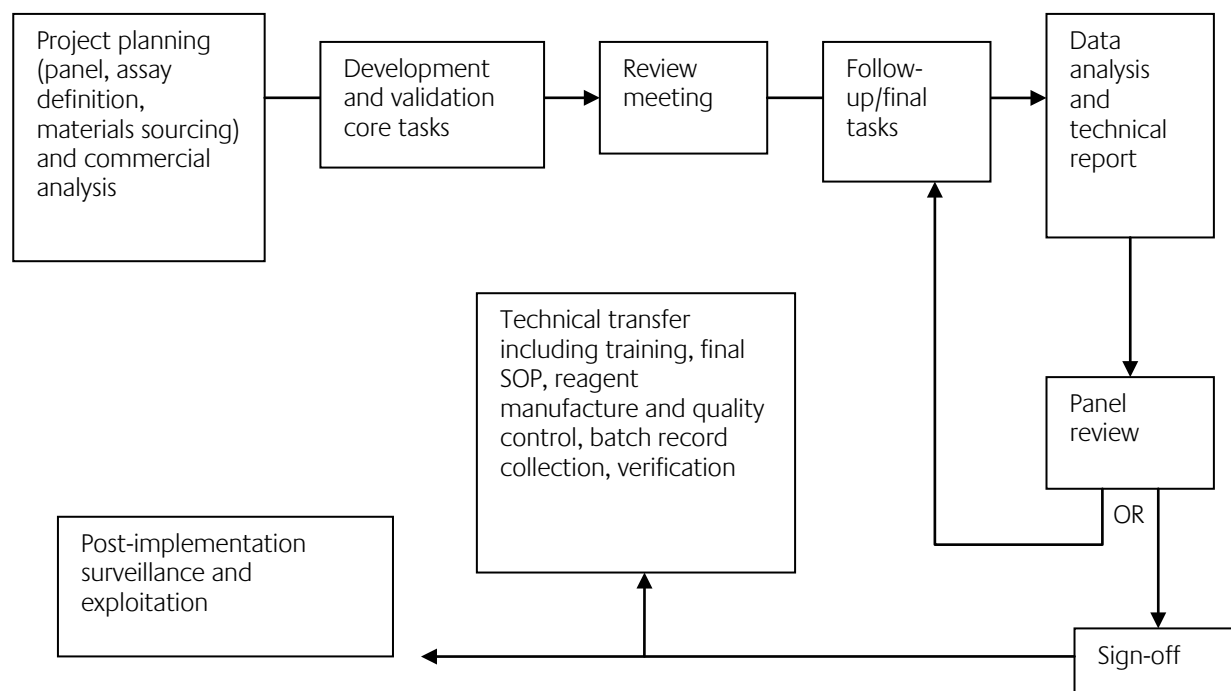 Project planning
(panel, assay
definition,
materials sourcing)
and commercial
analysis
Development
and validation
core tasks
Review
meeting
Follow-
up/final
tasks
Data
analysis
and
technical
report
Technical transfer
including training, final
SOP, reagent
manufacture and quality
control, batch record
collection, verification
Panel
review
OR
Post-implementation
surveillance and
exploitation
Sign-off